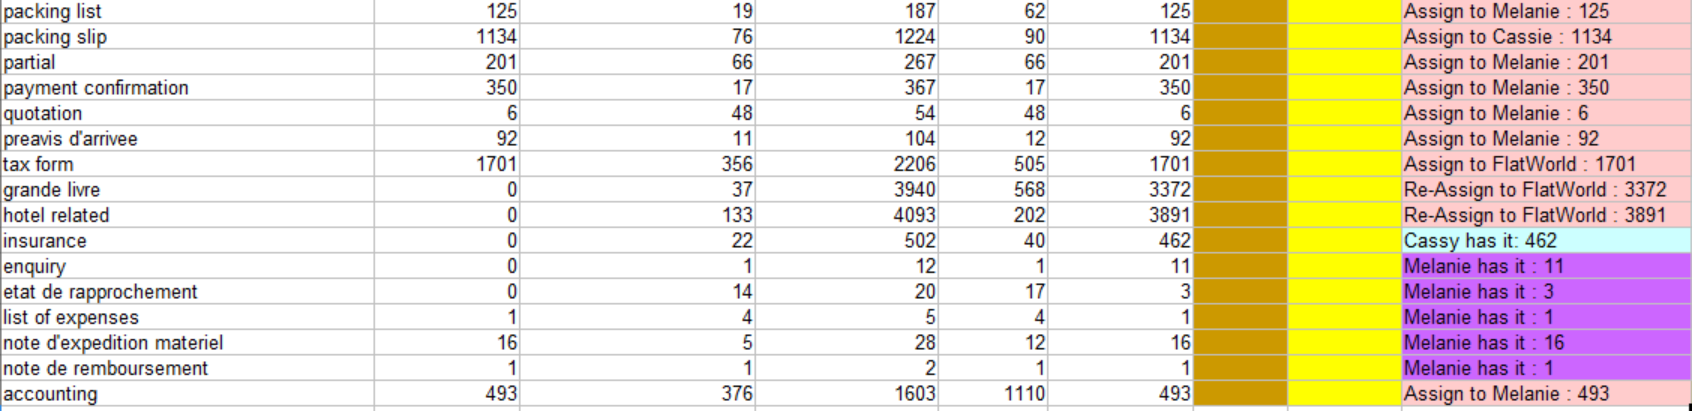 packing list 125 19 187 62 125 Assign to Melanie : 125
packing slip 1134 76 1224 90 1134 Assign to Cassie : 1134
partial 201 66 267 66 201 Assign to Melanie : 201
payment confirmation 350 17 367 17 350 Assign to Melanie : 350
quotation 6 48 54 48 6 Assign to Melanie : 6
preavis d'arrivee 92 11 104 12 92 Assign to Melanie : 92
tax form 1701 356 2206 505 1701 Assign to FlatWorld : 1701
grande livre 0 37 3940 568 3372 Re-Assign to FlatWorld : 3372
hotel related 0 133 4093 202 3891 Re-Assign to FlatWorld : 3891
insurance 0 22 502 40 462 Cassy has it: 462
enquiry 0 1 12 1 11 Melanie has it : 11
etat de rapprochement 0 14 20 17 3 Melanie has it : 3
list of expenses 1 4 5 4 1 Melanie has it : 1
note d'expedition materiel 16 5 28 12 16 Melanie has it : 16
note de remboursement 1 1 2 1 1 Melanie has it : 1
accounting 493 376 1603 1110 493 Assign to Melanie : 493